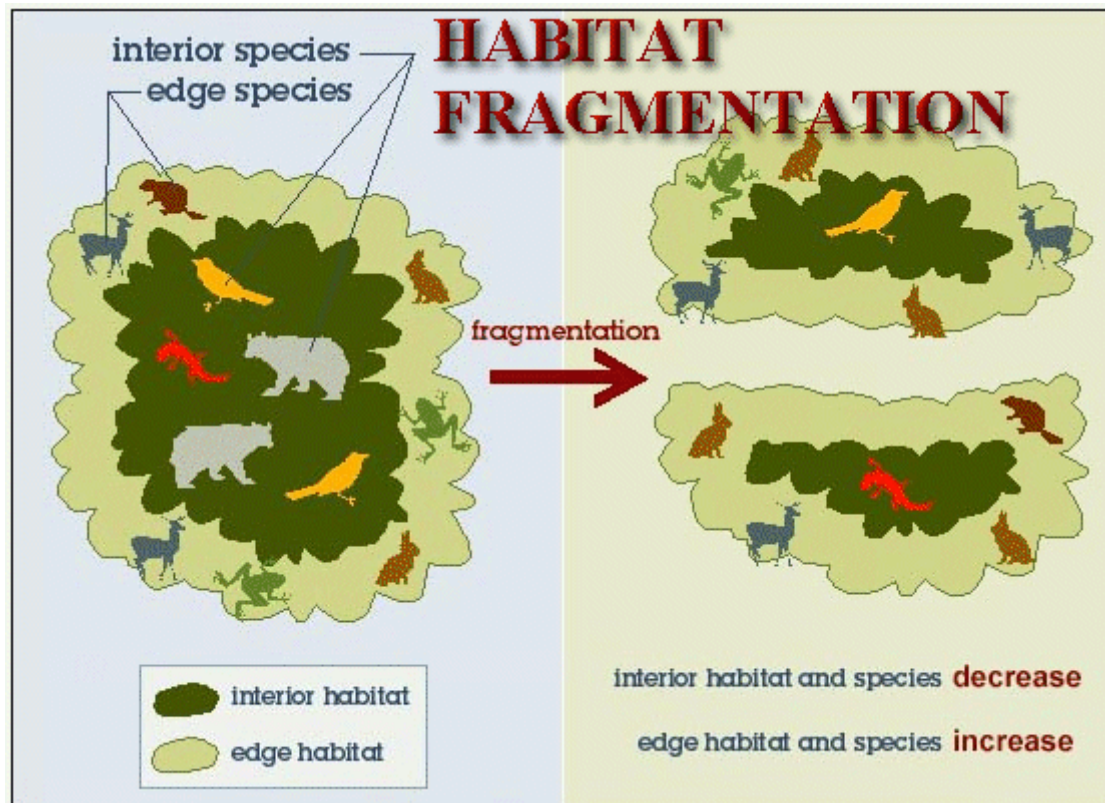 HABITAT
FRAGMENTATION
interior species
edge species
fragmentation
interior habitat
edge habitat
interior habitat and species decrease
edge habitat and species increase